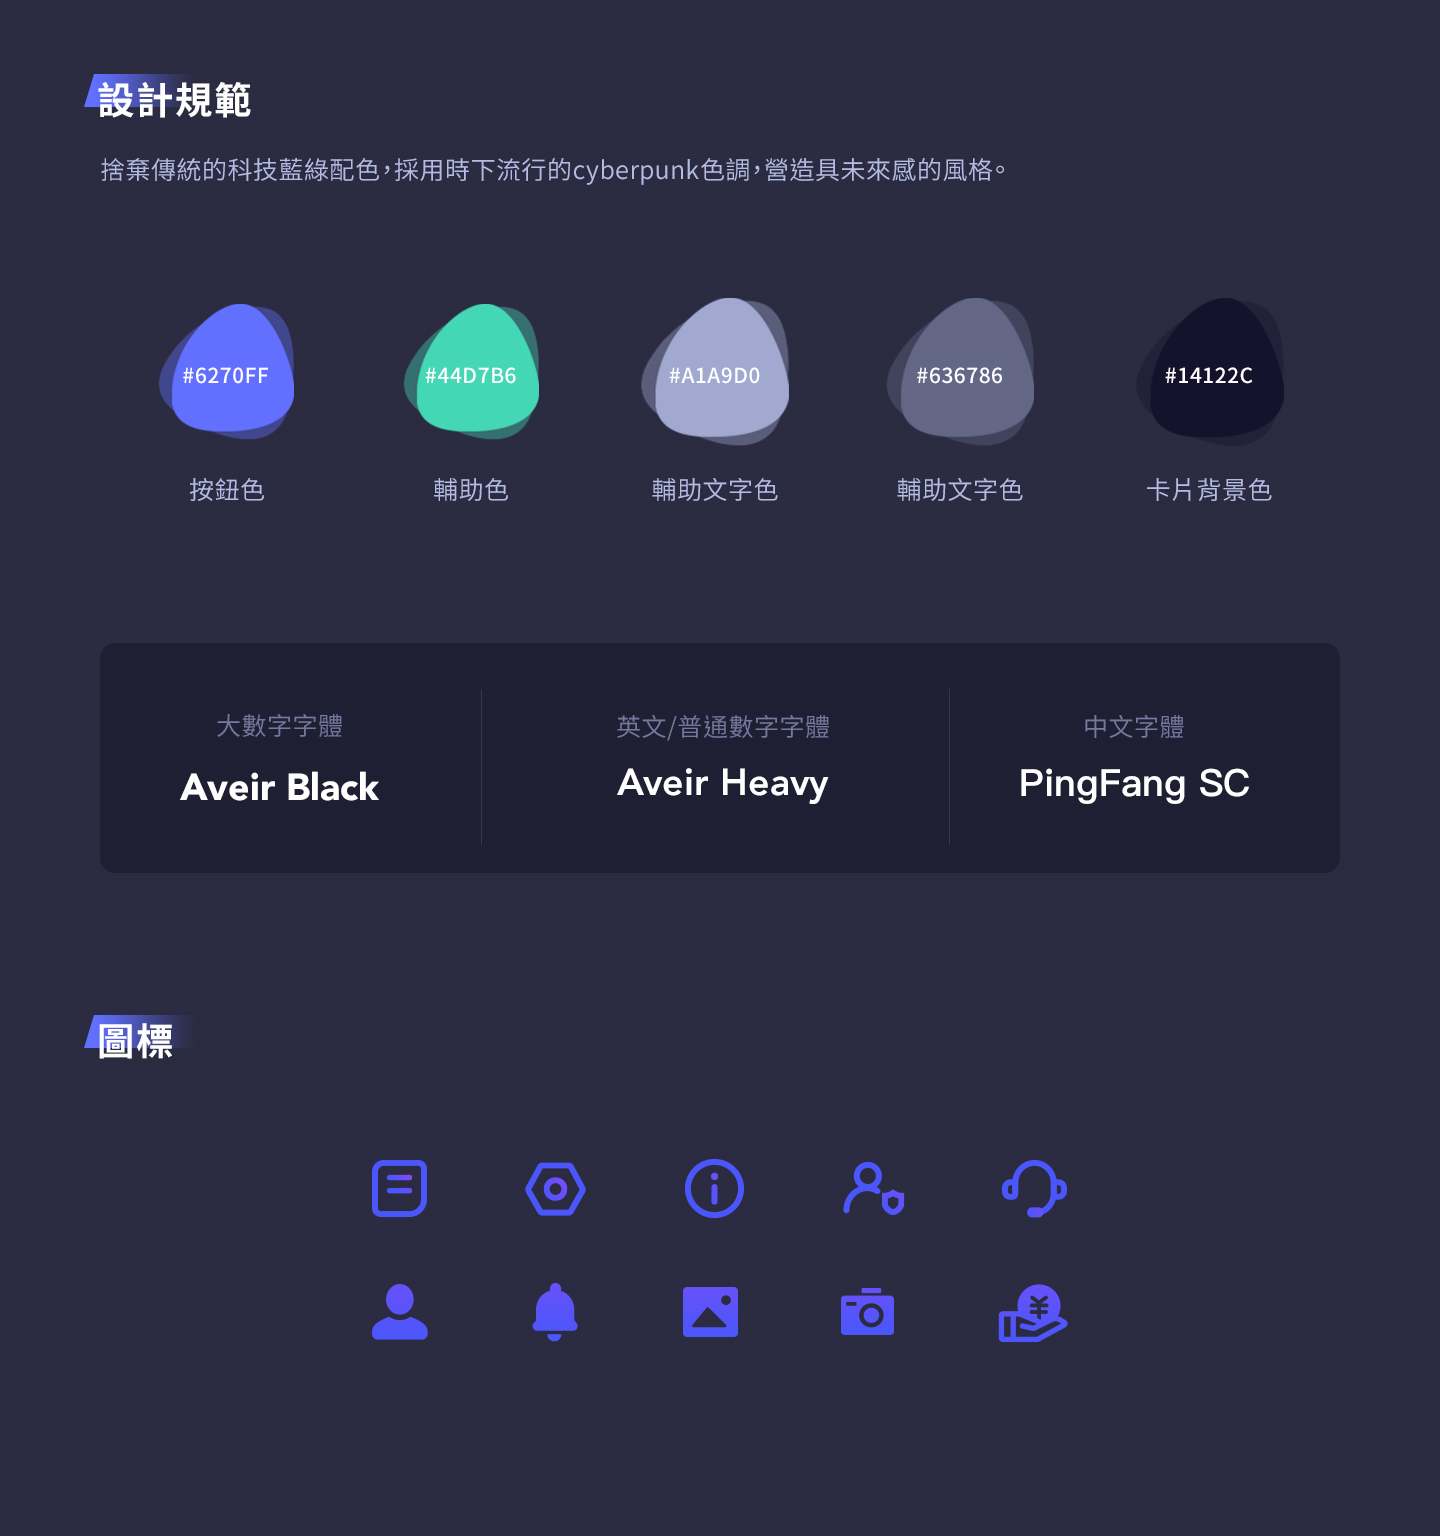 設計規範
捨棄傳統的科技藍綠配色，採用時下流行的cyberpunk色調，營造具未來感的風格。
#6270FF
#44D7B6
#A1A9D0
#636786
#14122C
按鈕色
輔助色
輔助文字色
輔助文字色
卡片背景色
大數字字體
英文/普通數字字體
中文字體
Aveir Black
Aveir Heavy
PingFang SC
圖標
¥